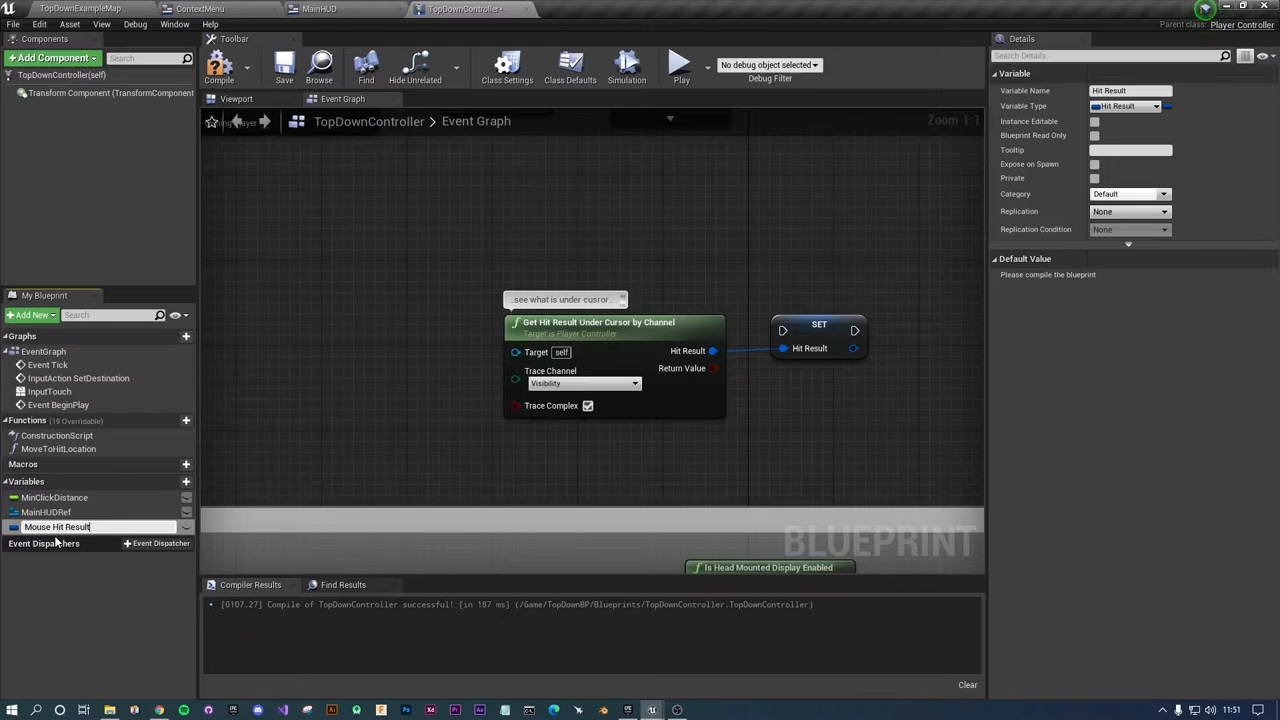 TopDownExampleMap
ContextMenu
MainHUD
TopDownController*
File Edit Asset View Debug Window Help
Parent class: Player Controller
Components
+Add Component
Search
TopDownController(self)
Transform Component (TransformComponent
Toolbar
Compile
Save
Browse
Find
Hide Unrelated
Class Settings
Class Defaults
Simulation
Play
No debug object selected
Debug Filter
Viewport
Event Graph
TopDownController > Event Graph
Zoom 1:1
see what is under cusror..
Get Hit Result Under Cursor by Channel
Target is Player Controller
Target self
Hit Result
Trace Channel
Visibility
Return Value
Trace Complex
SET
Hit Result
BLUEPRINT
Is Head Mounted Display Enabled
My Blueprint
+Add New
Search
Graphs
EventGraph
Event Tick
InputAction SetDestination
InputTouch
Event BeginPlay
Functions (19 Overridable)
ConstructionScript
MoveToHitLocation
Macros
Variables
MinClickDistance
MainHUDRef
Mouse Hit Result
Event Dispatchers
+ Event Dispatcher
Compiler Results
Find Results
[0107.27] Compile of TopDownController successful! [in 187 ms] (/Game/TopDownBP/Blueprints/TopDownController.TopDownController)
Clear
Details
Search Details
Variable
Variable Name Hit Result
Variable Type Hit Result
Instance Editable
Blueprint Read Only
Tooltip
Expose on Spawn
Private
Category Default
Replication None
Replication Condition None
Default Value
Please compile the blueprint
11:51